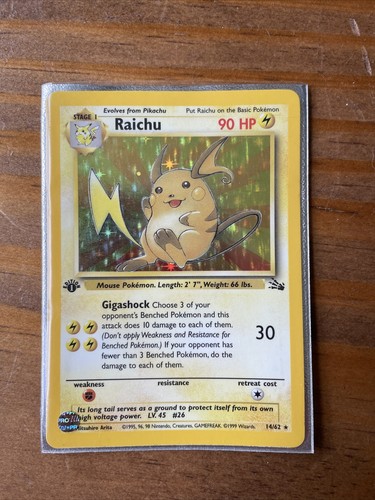 Evolves from Pikachu Put Raichu on the Basic Pokémon
STAGE 1
Raichu 90 HP
EDITION
1
Mouse Pokémon. Length: 2' 7", Weight: 66 lbs.
Gigashock Choose 3 of your
opponent's Benched Pokémon and this
attack does 10 damage to each of them.
(Don't apply Weakness and Resistance for
Benched Pokémon.) If your opponent has
fewer than 3 Benched Pokémon, do the
damage to each of them.
30
weakness resistance retreat cost
Its long tail serves as a ground to protect itself from its own
high voltage power. LV. 45 #26
Mitsuhiro Arita ©1995, 96, 98 Nintendo, Creatures, GAMEFREAK. ©1999 Wizards. 14/62 ★